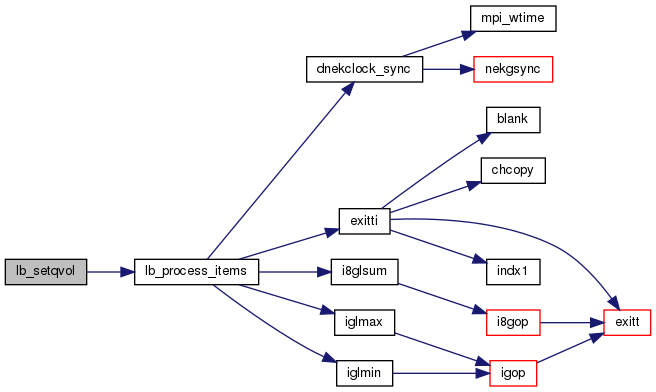 mpi_wtime
dnekclock_sync
nekgsync
blank
chcopy
exitti
lb_setqvol
lb_process_items
i8glsum
indx1
iglmax
i8gop
exitt
iglmin
igop